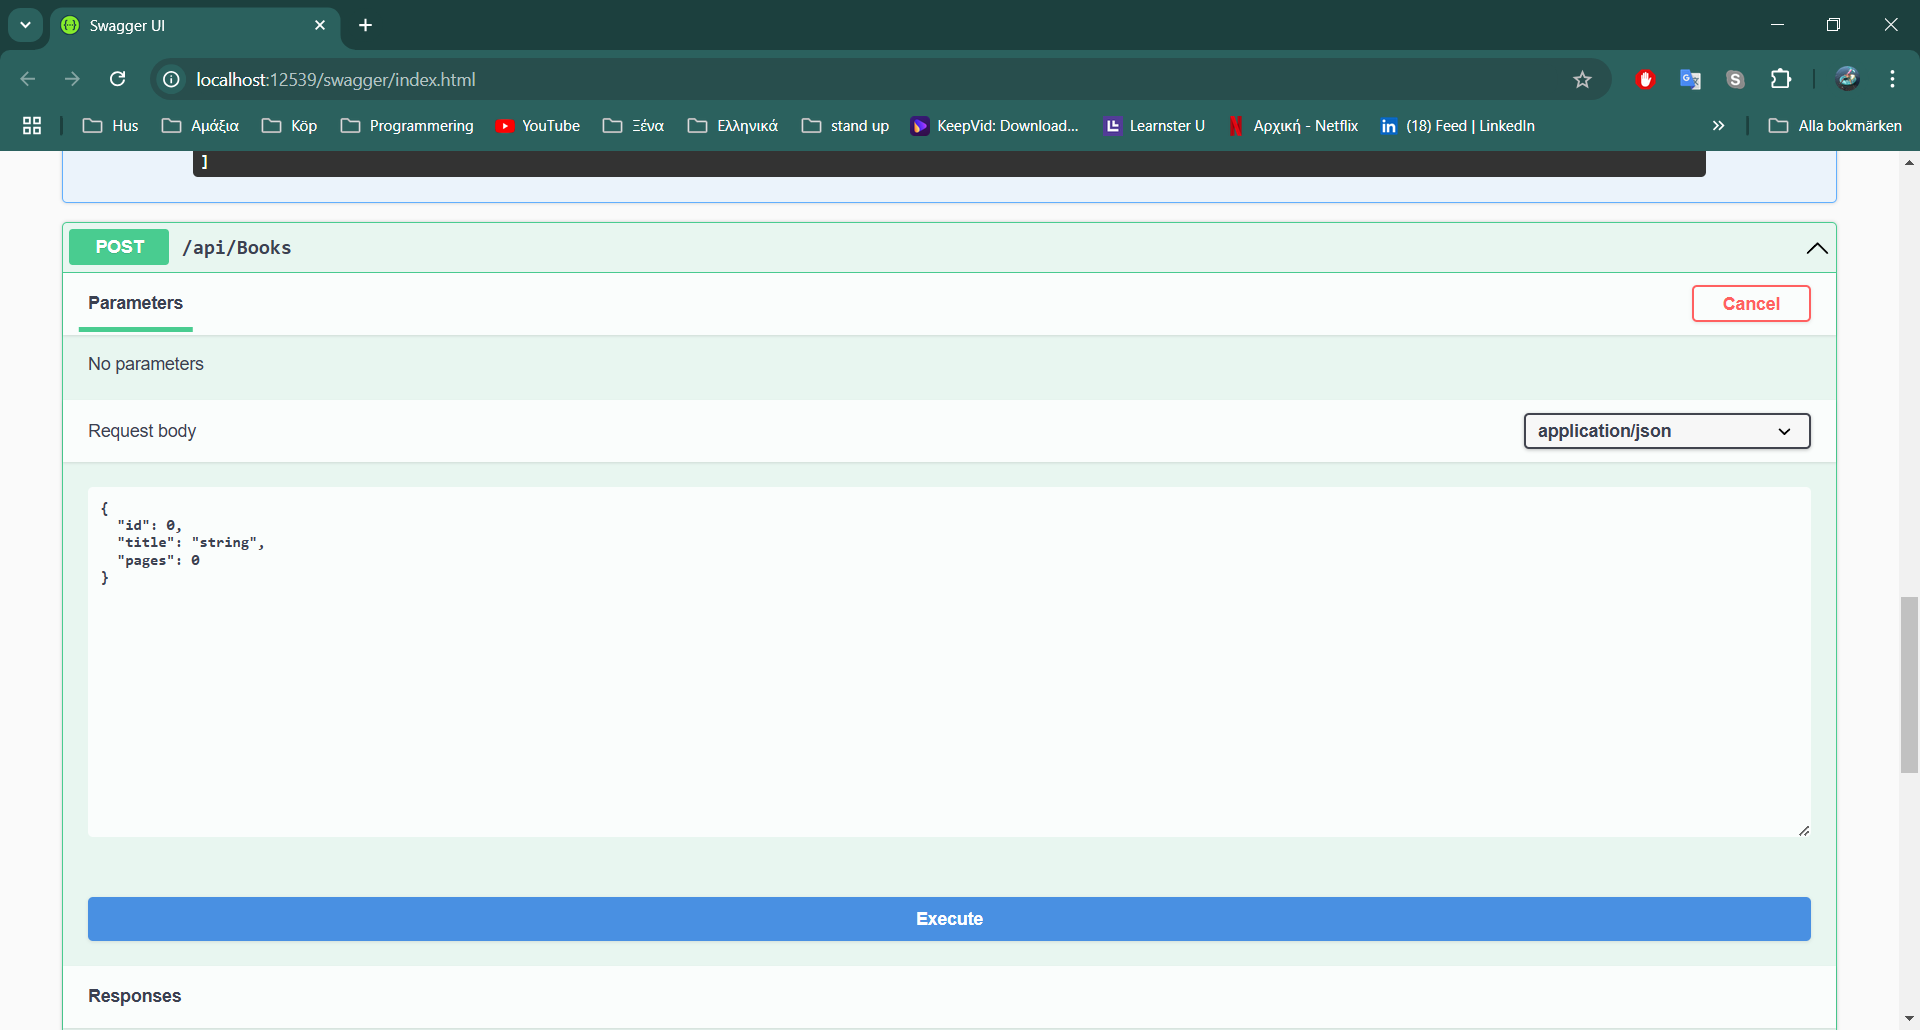 Swagger UI
localhost:12539/swagger/index.html
Hus Αμάξια Köp Programmering YouTube Ξένα Ελληνικά stand up KeepVid: Download... Learnster U Αρχική - Netflix (18) Feed | LinkedIn Alla bokmärken
]
POST /api/Books
Parameters
Cancel
No parameters
Request body
application/json
{
"id": 0,
"title": "string",
"pages": 0
}
Execute
Responses